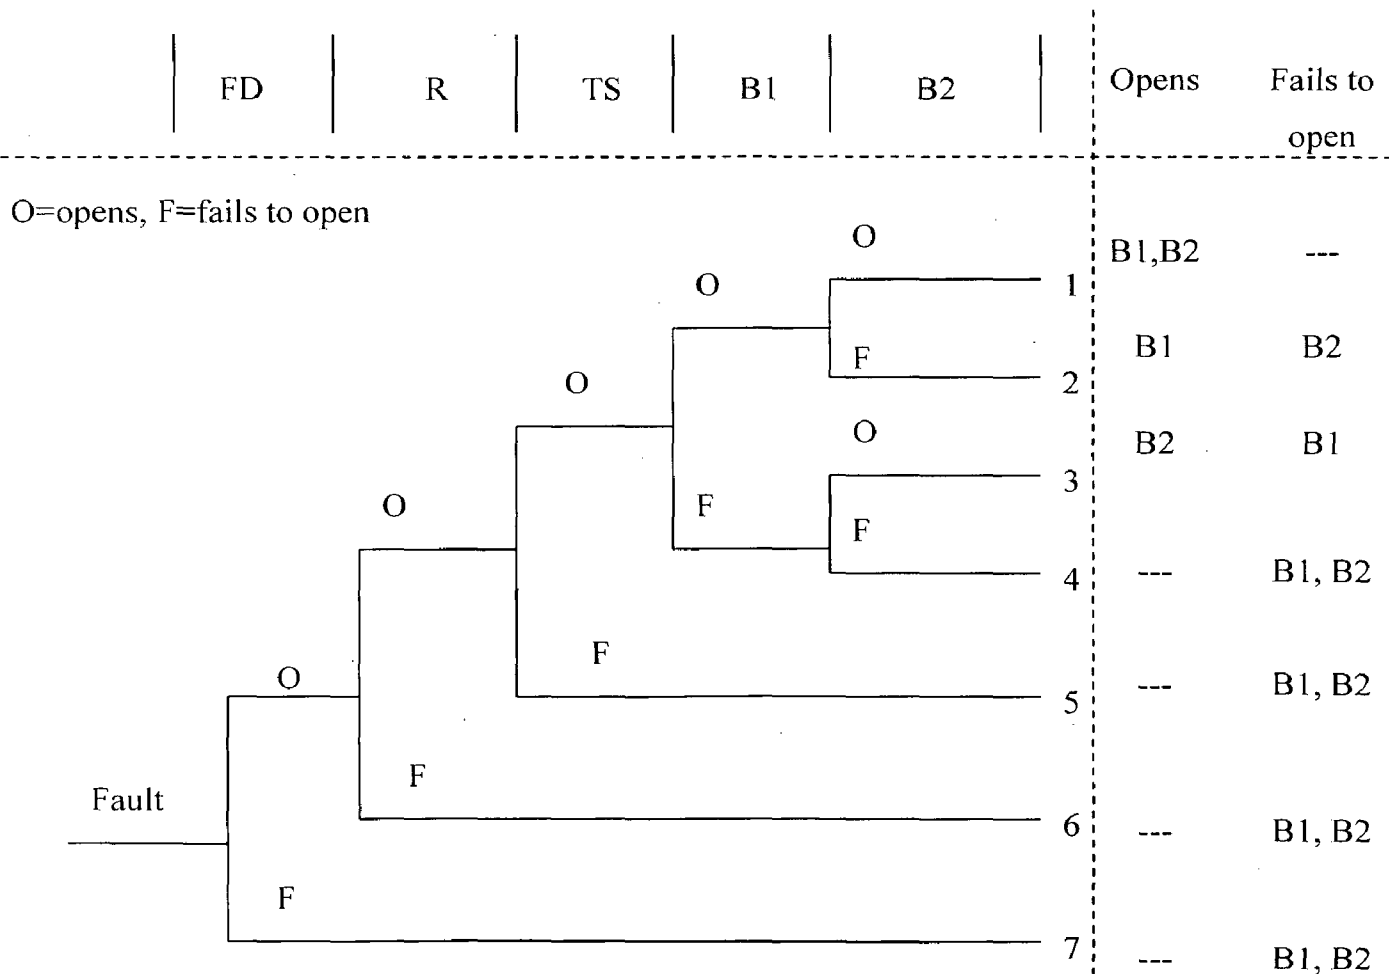 FD R TS B1 B2 Opens Fails to
open
O=opens, F=fails to open
O
B1,B2 ---
O
1
F
B1 B2
O
2
O
B2 B1
3
O
F
F
4
--- B1, B2
F
O
5
--- B1, B2
F
Fault
6
--- B1, B2
F
7
--- B1, B2